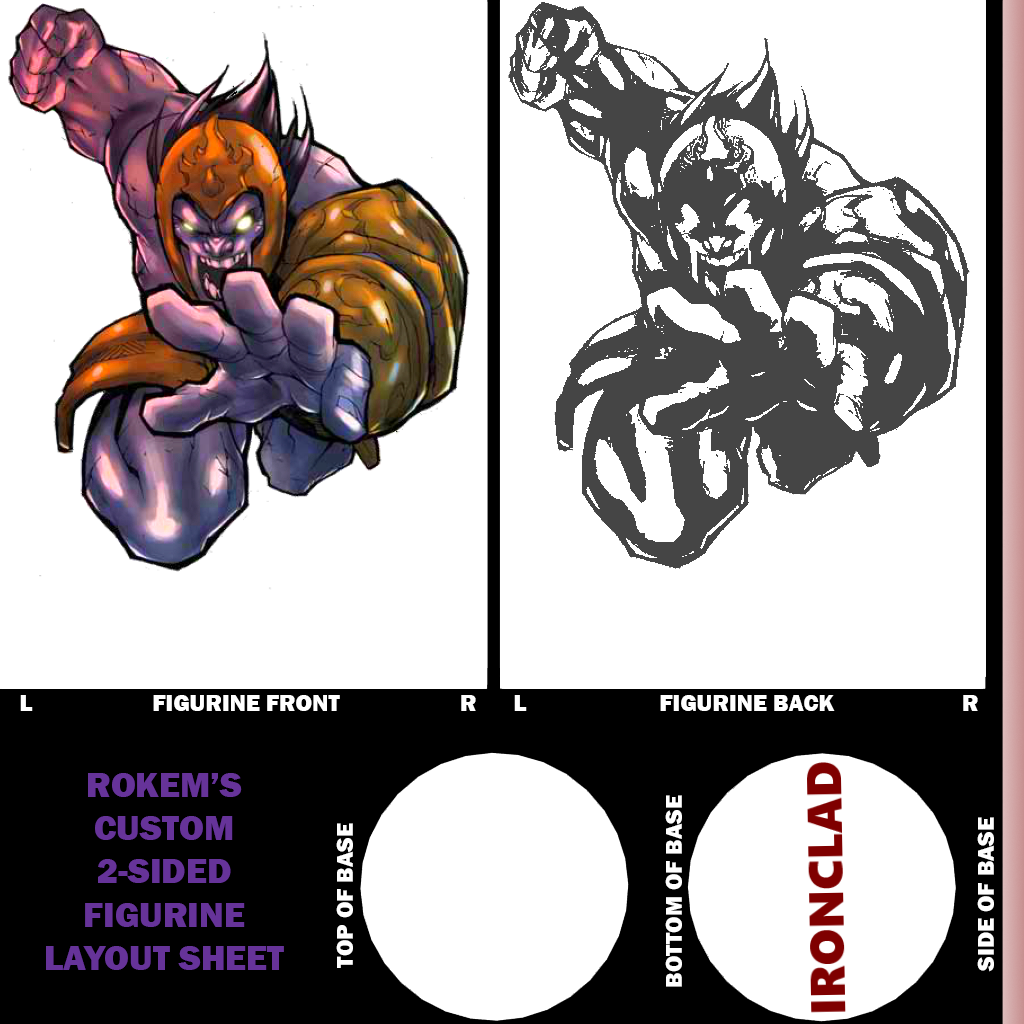 L FIGURINE FRONT R
L FIGURINE BACK R
ROKEM'S
CUSTOM
2-SIDED
FIGURINE
LAYOUT SHEET
TOP OF BASE
BOTTOM OF BASE
IRONCLAD
SIDE OF BASE